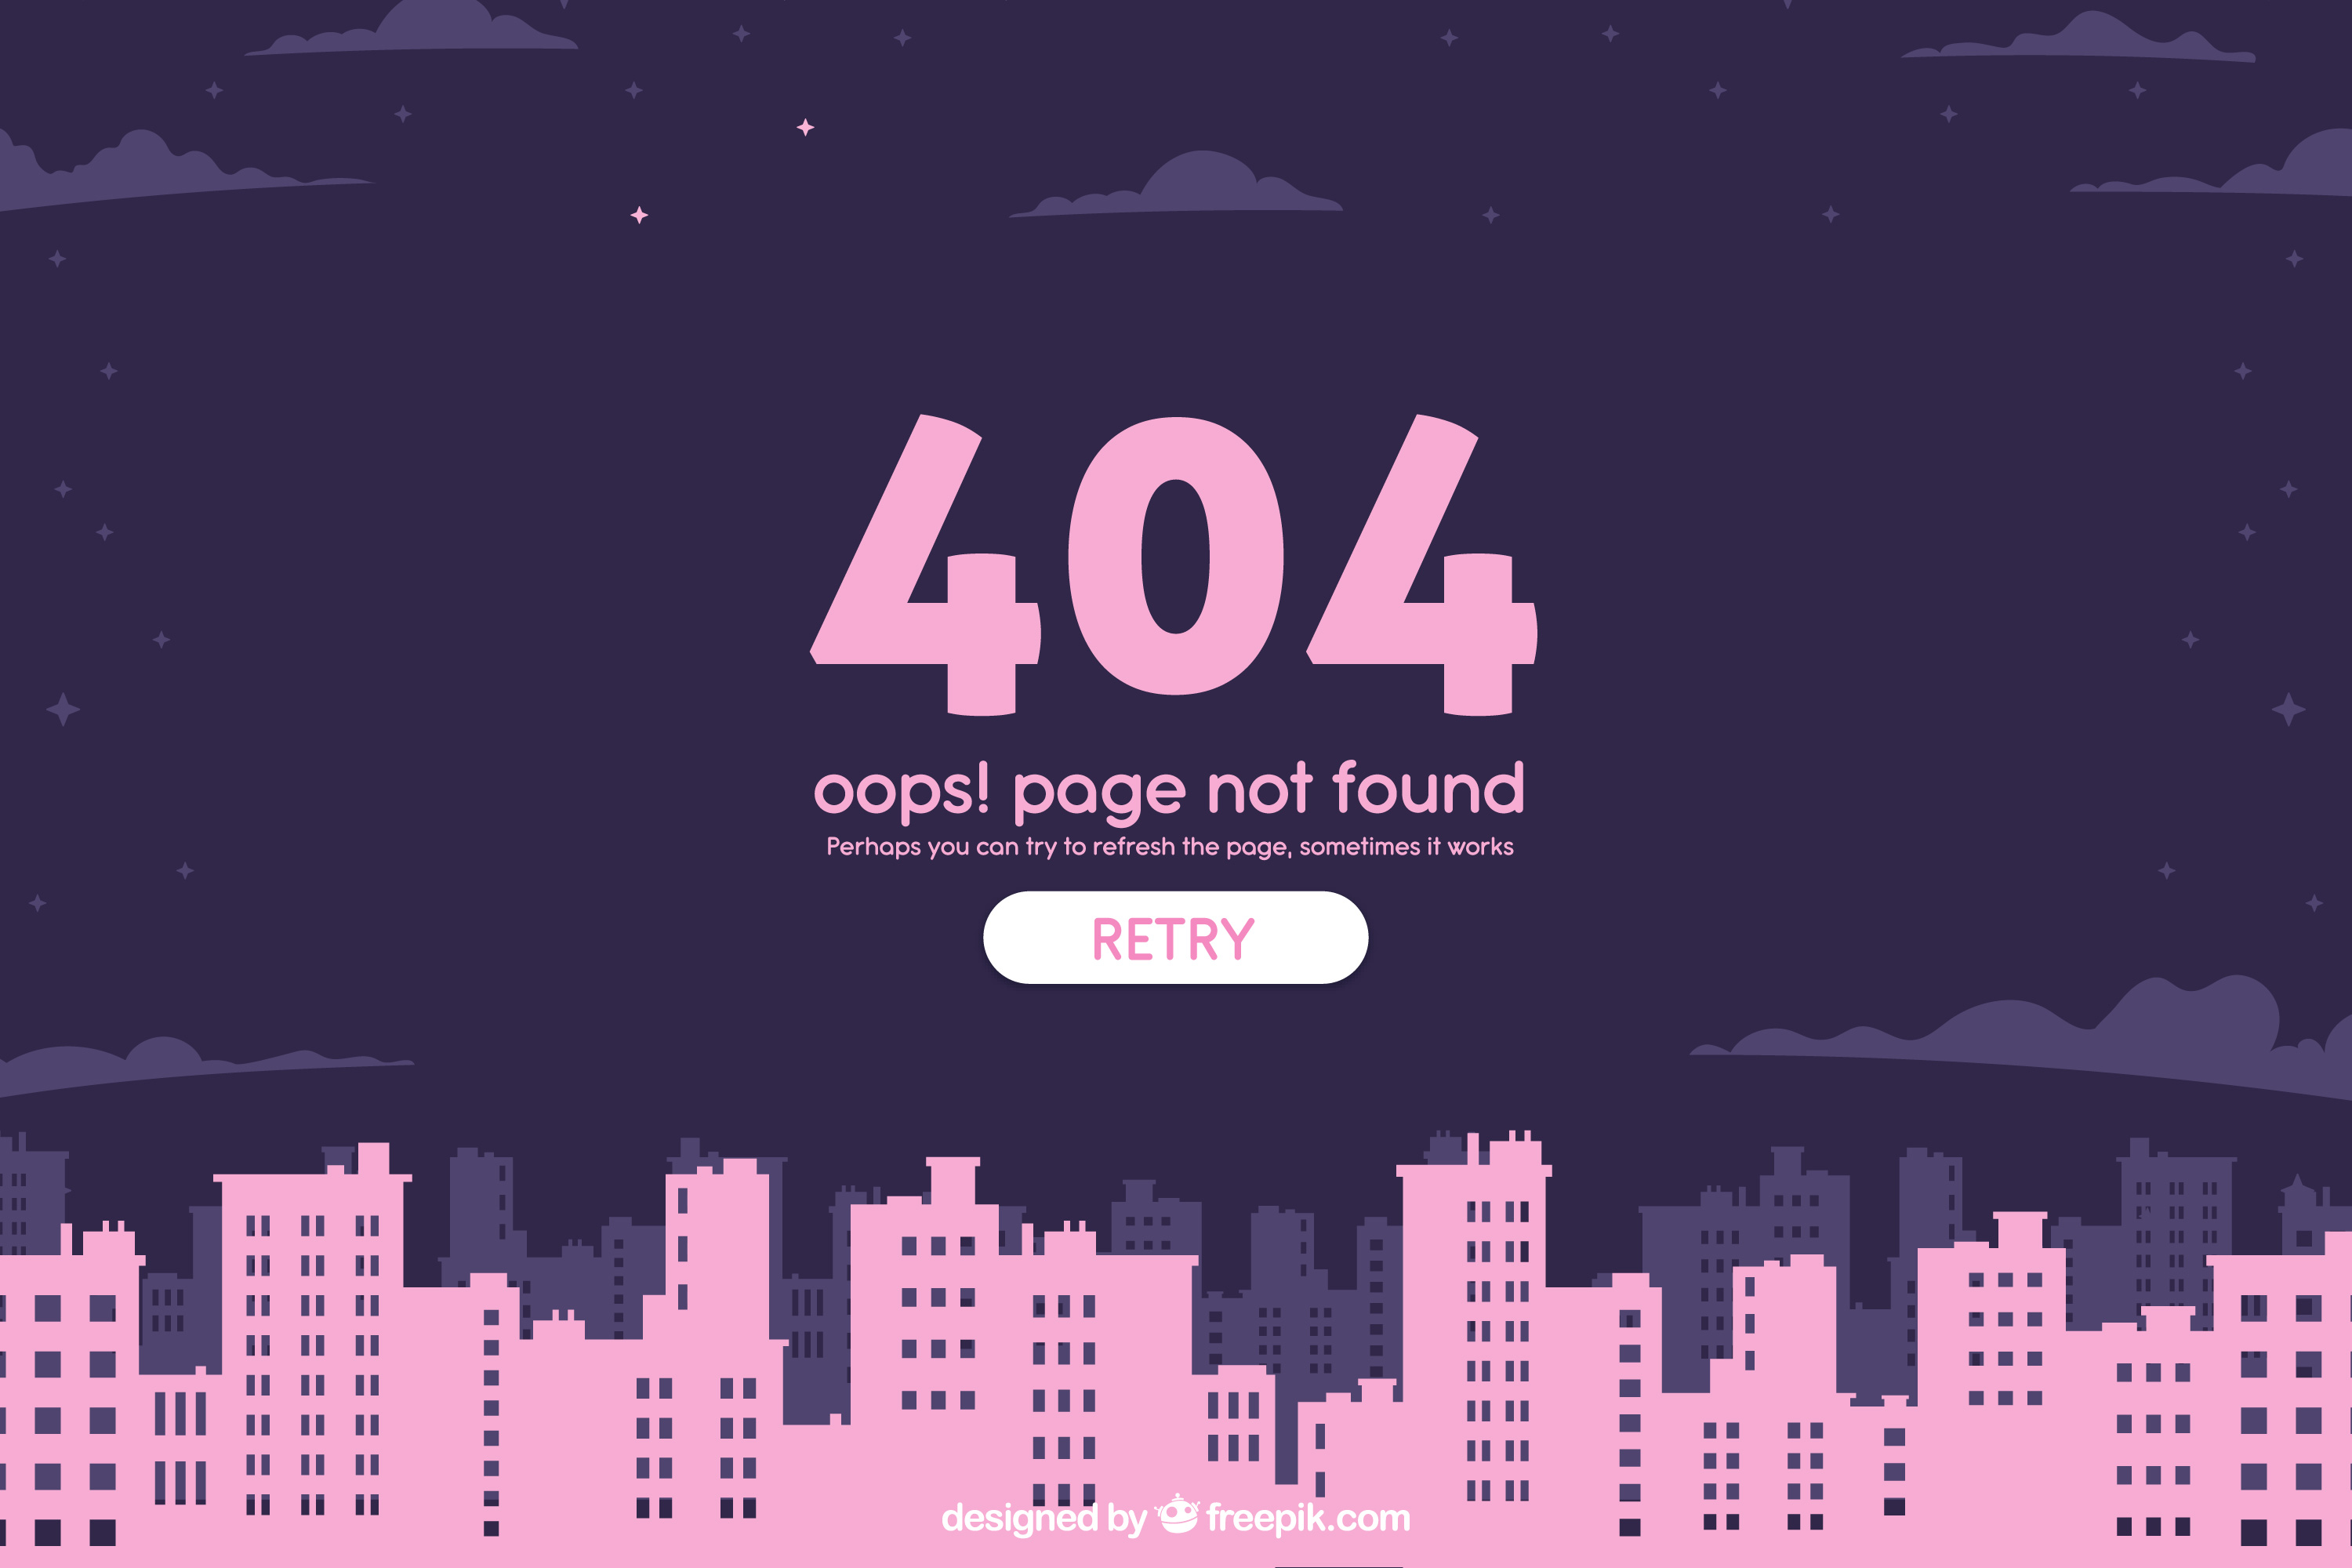 404
oops! page not found
Perhaps you can try to refresh the page, sometimes it works
RETRY
designed by freepik.com